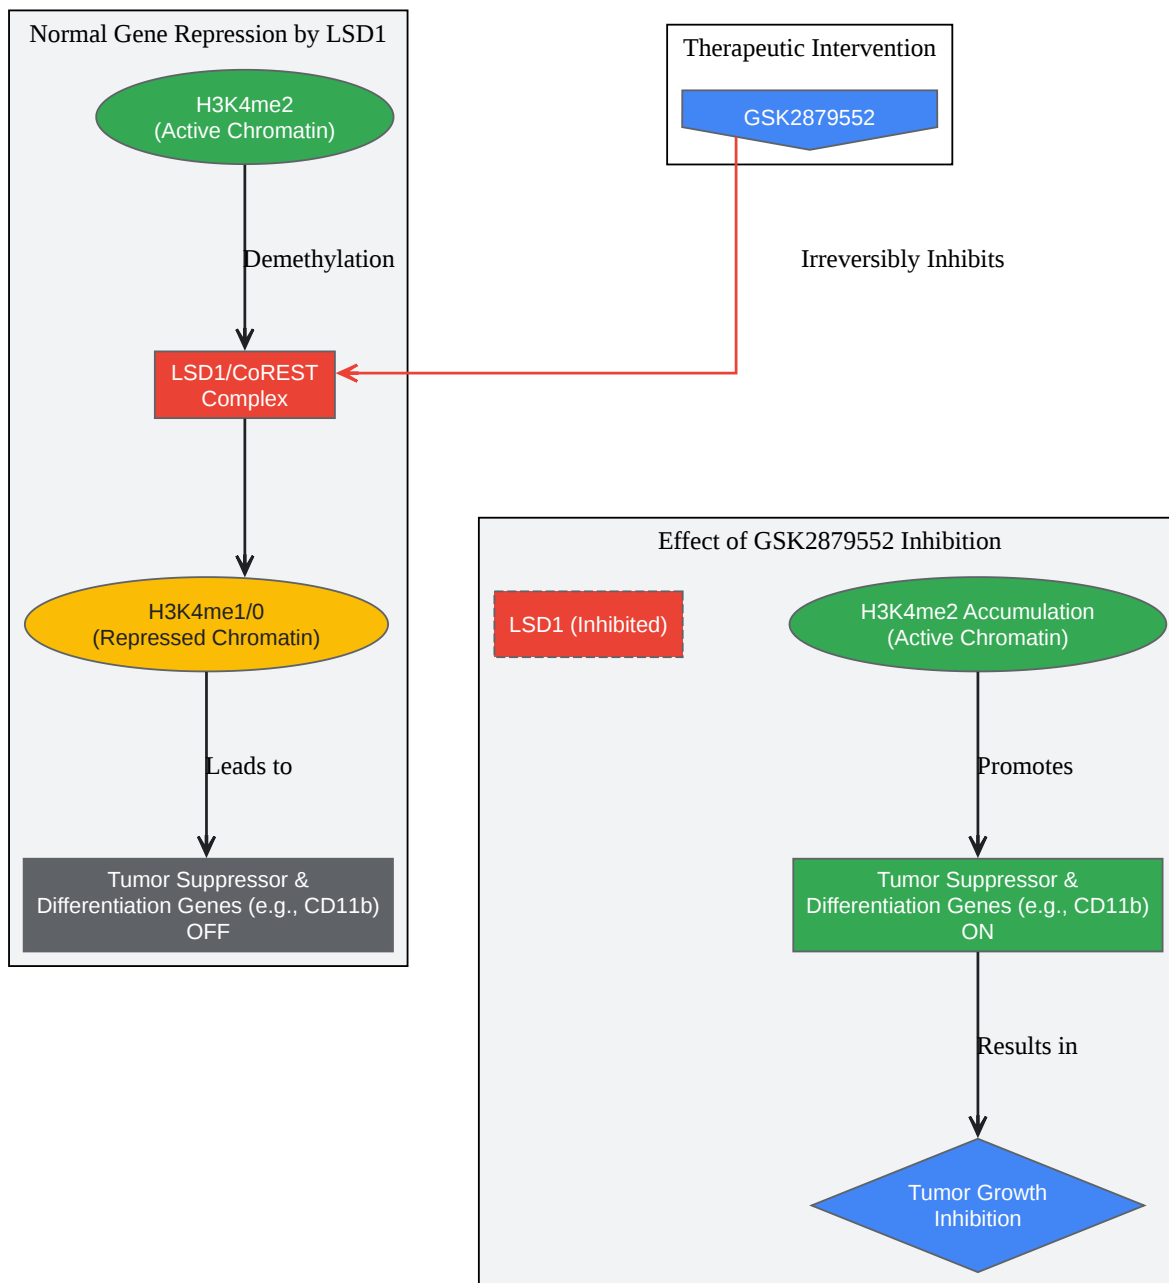 Normal Gene Repression by LSD1
H3K4me2
(Active Chromatin)
Demethylation
LSD1/CoREST
Complex
H3K4me1/0
(Repressed Chromatin)
Leads to
Tumor Suppressor &
Differentiation Genes (e.g., CD11b)
OFF
Therapeutic Intervention
GSK2879552
Irreversibly Inhibits
Effect of GSK2879552 Inhibition
LSD1 (Inhibited)
H3K4me2 Accumulation
(Active Chromatin)
Promotes
Tumor Suppressor &
Differentiation Genes (e.g., CD11b)
ON
Results in
Tumor Growth
Inhibition